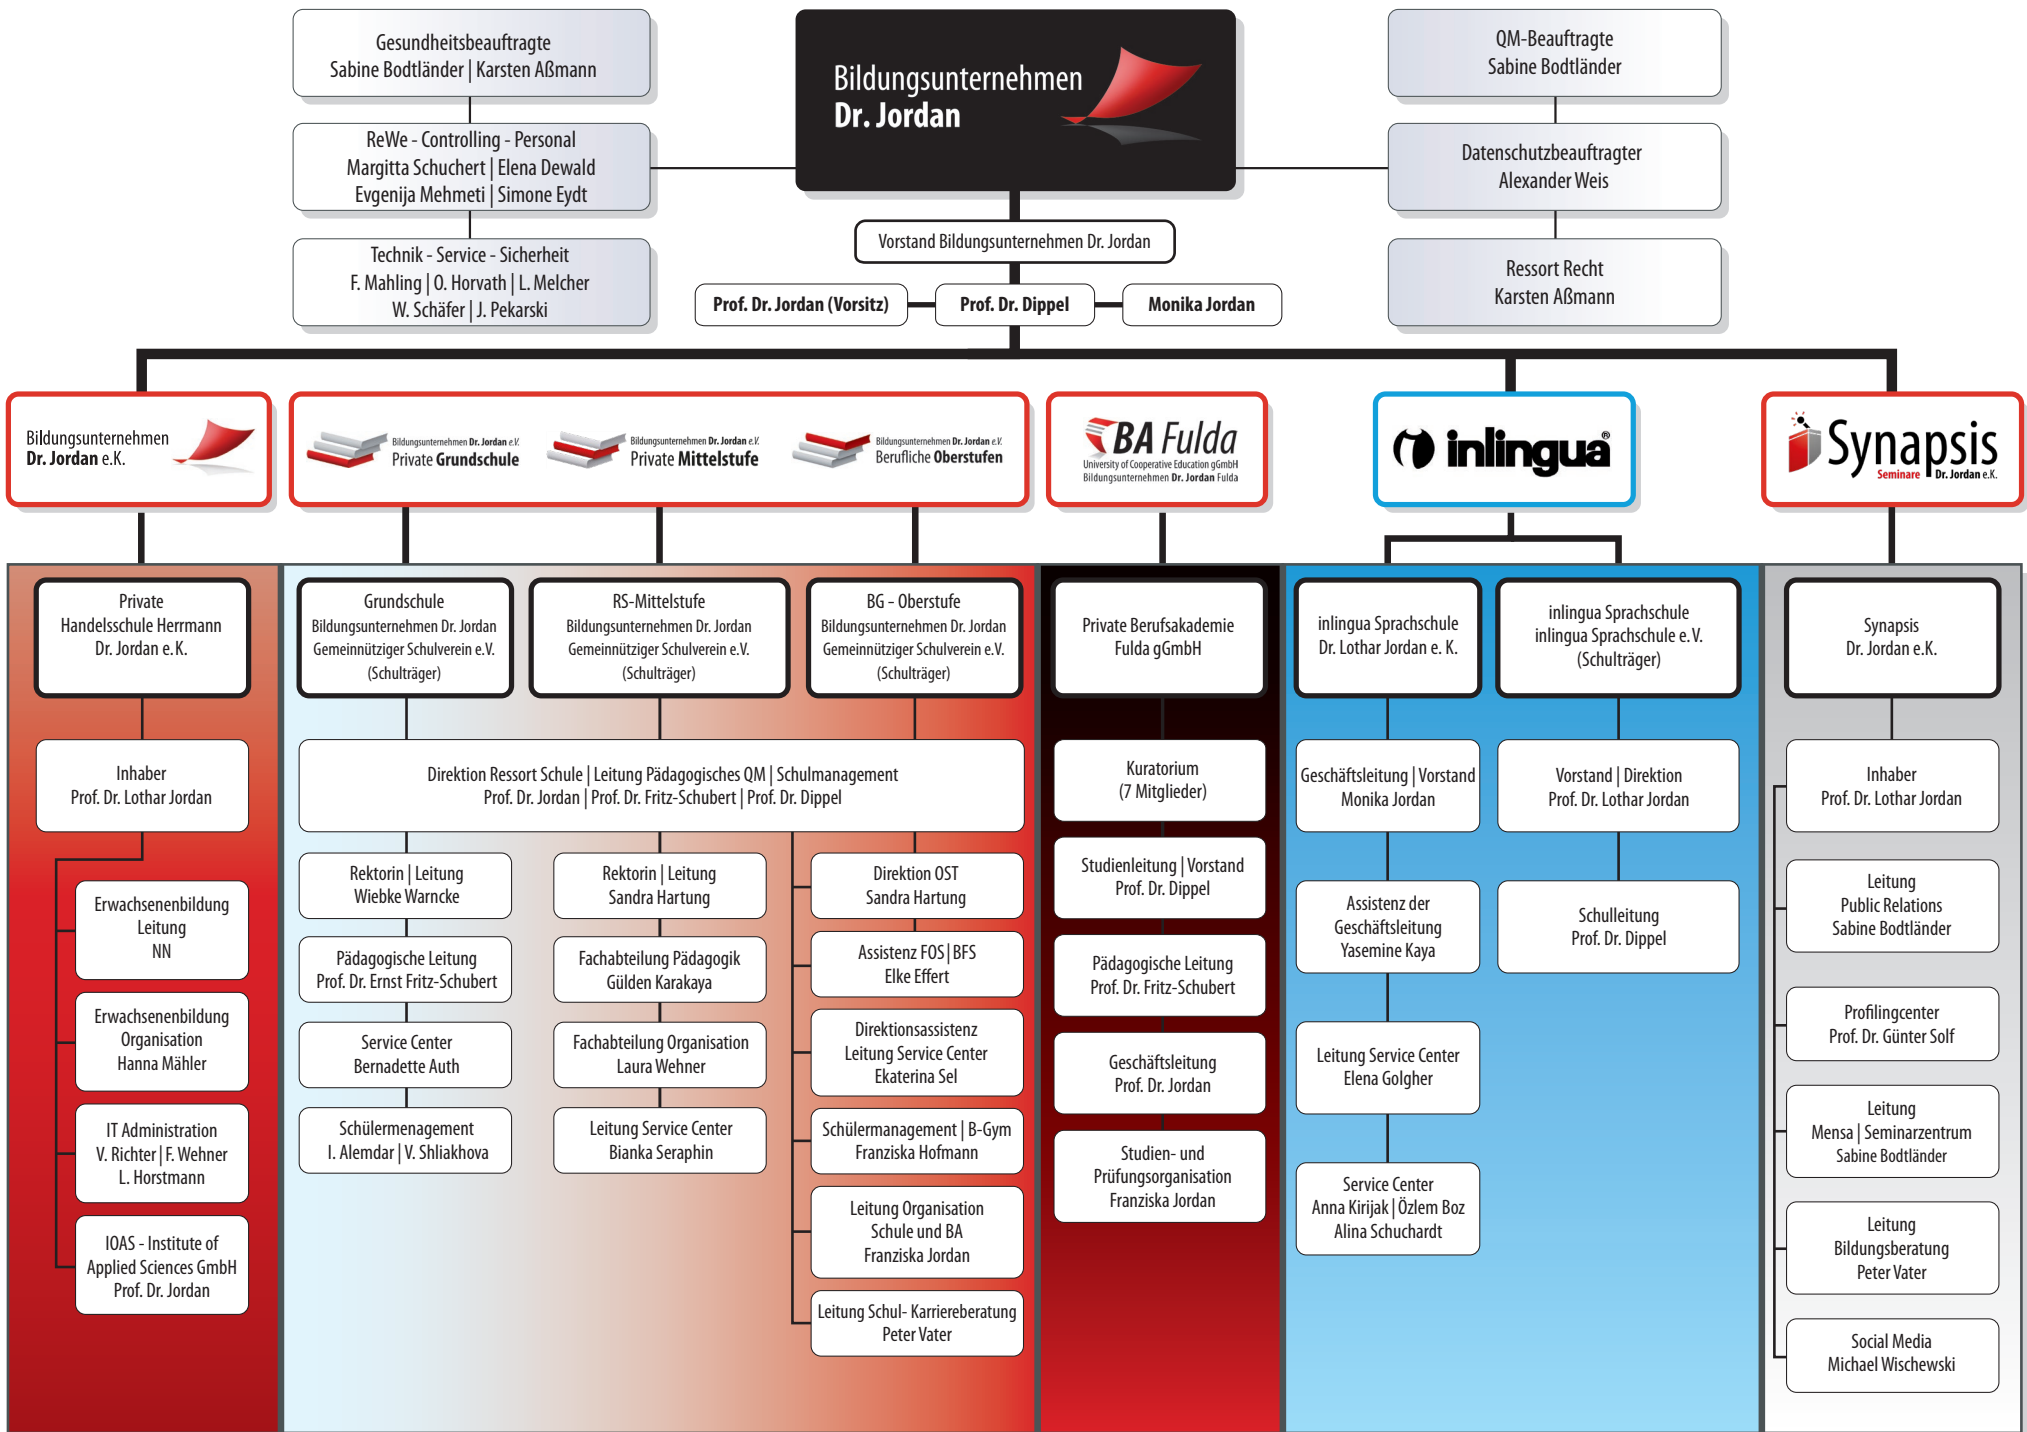 Gesundheitsbeauftragte
Sabine Bodtländer | Karsten Aßmann
ReWe - Controlling - Personal
Margitta Schuchert | Elena Dewald
Evgenija Mehmeti | Simone Eydt
Technik - Service - Sicherheit
F. Mahling | O. Horvath | L. Melcher
W. Schäfer | J. Pekarski
Bildungsunternehmen
Dr. Jordan
Vorstand Bildungsunternehmen Dr. Jordan
Prof. Dr. Jordan (Vorsitz)
Prof. Dr. Dippel
Monika Jordan
QM-Beauftragte
Sabine Bodtländer
Datenschutzbeauftragter
Alexander Weis
Ressort Recht
Karsten Aßmann
Bildungsunternehmen
Dr. Jordan e.K.
Bildungsunternehmen Dr. Jordan e.V.
Private Grundschule
Bildungsunternehmen Dr. Jordan e.V.
Private Mittelstufe
Bildungsunternehmen Dr. Jordan e.V.
Berufliche Oberstufen
BA Fulda
University of Cooperative Education gGmbH
Bildungsunternehmen Dr. Jordan Fulda
inlingua®
Synapsis
Seminare | Dr. Jordan e.K.
Private
Handelsschule Herrmann
Dr. Jordan e.K.
Inhaber
Prof. Dr. Lothar Jordan
Erwachsenenbildung
Leitung
NN
Erwachsenenbildung
Organisation
Hanna Mähler
IT Administration
V. Richter | F. Wehner
L. Horstmann
IOAS - Institute of
Applied Sciences GmbH
Prof. Dr. Jordan
Grundschule
Bildungsunternehmen Dr. Jordan
Gemeinnütziger Schulverein e.V.
(Schulträger)
RS-Mittelstufe
Bildungsunternehmen Dr. Jordan
Gemeinnütziger Schulverein e.V.
(Schulträger)
BG - Oberstufe
Bildungsunternehmen Dr. Jordan
Gemeinnütziger Schulverein e.V.
(Schulträger)
Direktion Ressort Schule | Leitung Pädagogisches QM | Schulmanagement
Prof. Dr. Jordan | Prof. Dr. Fritz-Schubert | Prof. Dr. Dippel
Rektorin | Leitung
Wiebke Warncke
Pädagogische Leitung
Prof. Dr. Ernst Fritz-Schubert
Service Center
Bernadette Auth
Schülermenagement
I. Alemdar | V. Shliakhova
Rektorin | Leitung
Sandra Hartung
Fachabteilung Pädagogik
Gülden Karakaya
Fachabteilung Organisation
Laura Wehner
Leitung Service Center
Bianka Seraphin
Direktion OST
Sandra Hartung
Assistenz FOS | BFS
Elke Effert
Direktionsassistenz
Leitung Service Center
Ekaterina Sel
Schülermanagement | B-Gym
Franziska Hofmann
Leitung Organisation
Schule und BA
Franziska Jordan
Leitung Schul- Karriereberatung
Peter Vater
Private Berufsakademie
Fulda gGmbH
Kuratorium
(7 Mitglieder)
Studienleitung | Vorstand
Prof. Dr. Dippel
Pädagogische Leitung
Prof. Dr. Fritz-Schubert
Geschäftsleitung
Prof. Dr. Jordan
Studien- und
Prüfungsorganisation
Franziska Jordan
inlingua Sprachschule
Dr. Lothar Jordan e. K.
Geschäftsleitung | Vorstand
Monika Jordan
Assistenz der
Geschäftsleitung
Yasemine Kaya
Leitung Service Center
Elena Golgher
Service Center
Anna Kirijak | Özlem Boz
Alina Schuchardt
inlingua Sprachschule
inlingua Sprachschule e. V.
(Schulträger)
Vorstand | Direktion
Prof. Dr. Lothar Jordan
Schulleitung
Prof. Dr. Dippel
Synapsis
Dr. Jordan e.K.
Inhaber
Prof. Dr. Lothar Jordan
Leitung
Public Relations
Sabine Bodtländer
Profilingcenter
Prof. Dr. Günter Solf
Leitung
Mensa | Seminarzentrum
Sabine Bodtländer
Leitung
Bildungsberatung
Peter Vater
Social Media
Michael Wischewski